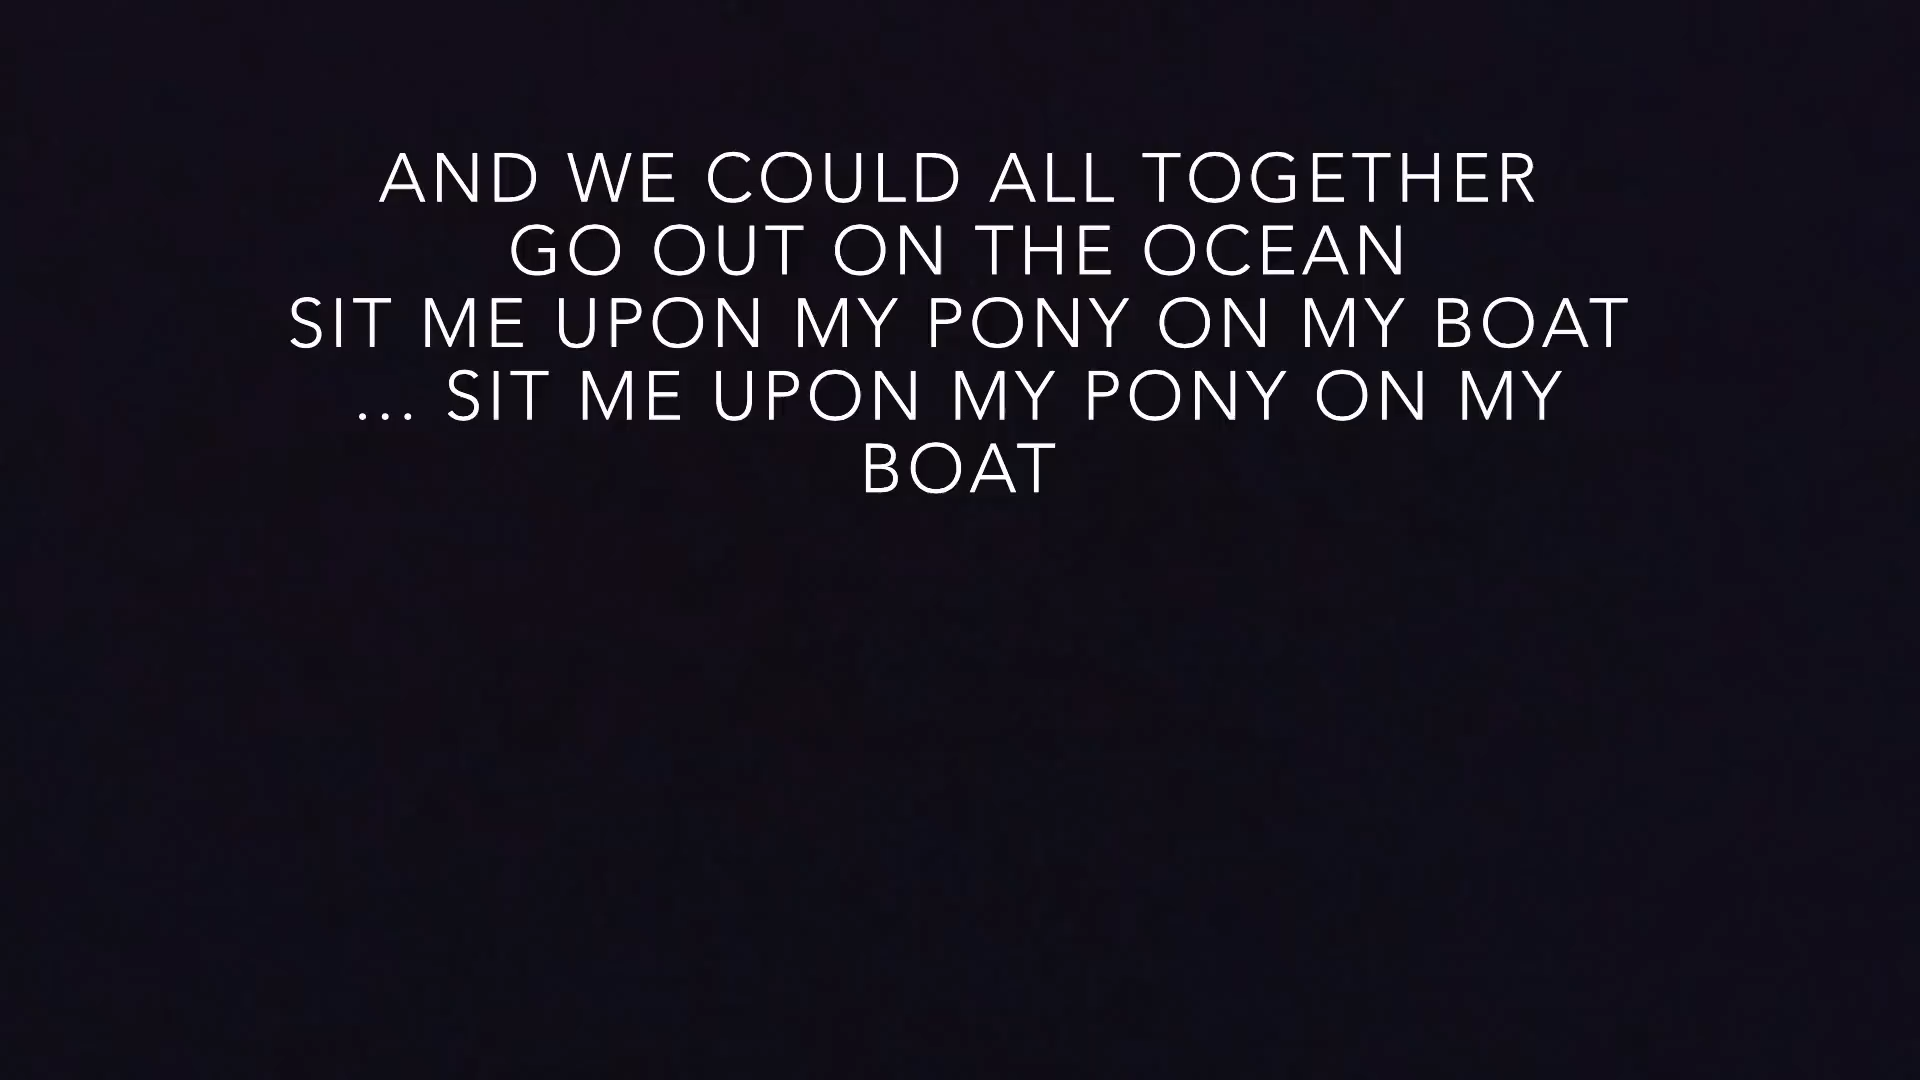 AND WE COULD ALL TOGETHER
GO OUT ON THE OCEAN
SIT ME UPON MY PONY ON MY BOAT
... SIT ME UPON MY PONY ON MY
BOAT